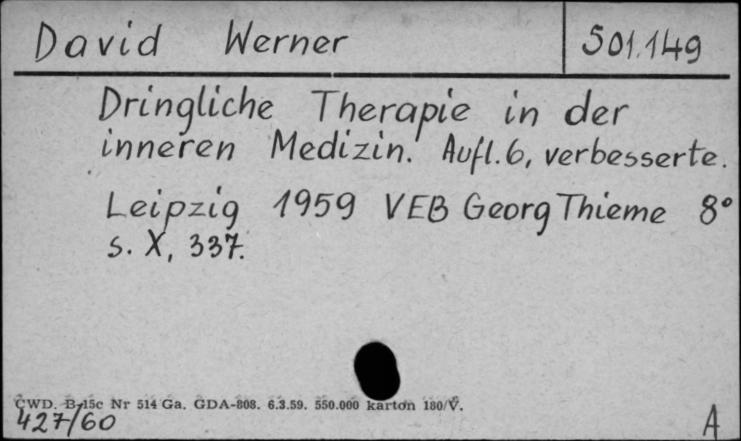 David Werner 501.149
Dringliche Therapie in der
inneren Medizin. Aufl. 6, verbesserte.
Leipzig 1959 VEB Georg Thieme 8°
s. X, 337.
CWD. B-15c Nr 514 Ga. GDA-808. 6.3.59. 550.000 karton 180/V.
427/60
A